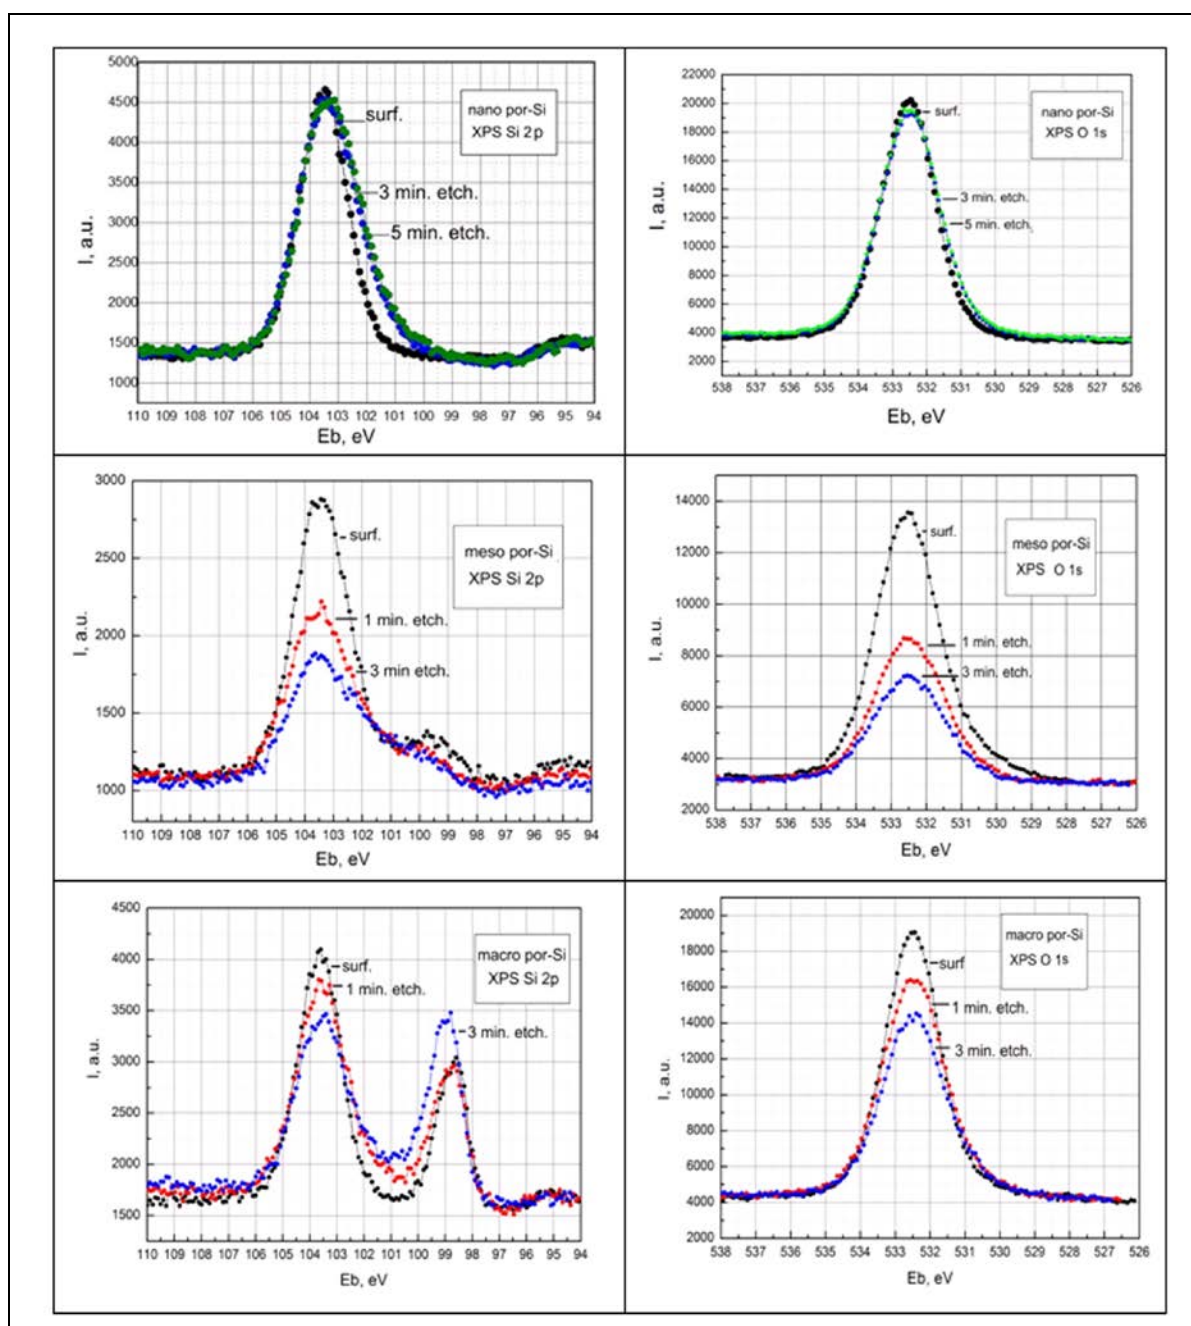 5000
4500
4000
3500
3000
2500
2000
1500
1000
I, a.u.
nano por-Si
XPS Si 2p
surf.
3 min. etch.
5 min. etch.
110 109 108 107 106 105 104 103 102 101 100 99 98 97 96 95 94
Eb, eV
22000
20000
18000
16000
14000
12000
10000
8000
6000
4000
2000
I, a.u.
nano por-Si
XPS O 1s
surf.
3 min. etch.
5 min. etch.
538 537 536 535 534 533 532 531 530 529 528 527 526
Eb, eV
3000
2500
2000
1500
1000
I, a.u.
meso por-Si
XPS Si 2p
surf.
1 min. etch.
3 min etch.
110 109 108 107 106 105 104 103 102 101 100 99 98 97 96 95 94
Eb, eV
14000
12000
10000
8000
6000
4000
2000
I, a.u.
meso por-Si
XPS O 1s
surf.
1 min. etch.
3 min. etch.
538 537 536 535 534 533 532 531 530 529 528 527 526
Eb, eV
4500
4000
3500
3000
2500
2000
1500
I, a.u.
macro por-Si
XPS Si 2p
surf.
1 min. etch.
3 min. etch.
110 109 108 107 106 105 104 103 102 101 100 99 98 97 96 95 94
Eb, eV
20000
18000
16000
14000
12000
10000
8000
6000
4000
2000
I, a.u.
macro por-Si
XPS O 1s
surf
1 min. etch.
3 min. etch.
538 537 536 535 534 533 532 531 530 529 528 527 526
Eb, eV